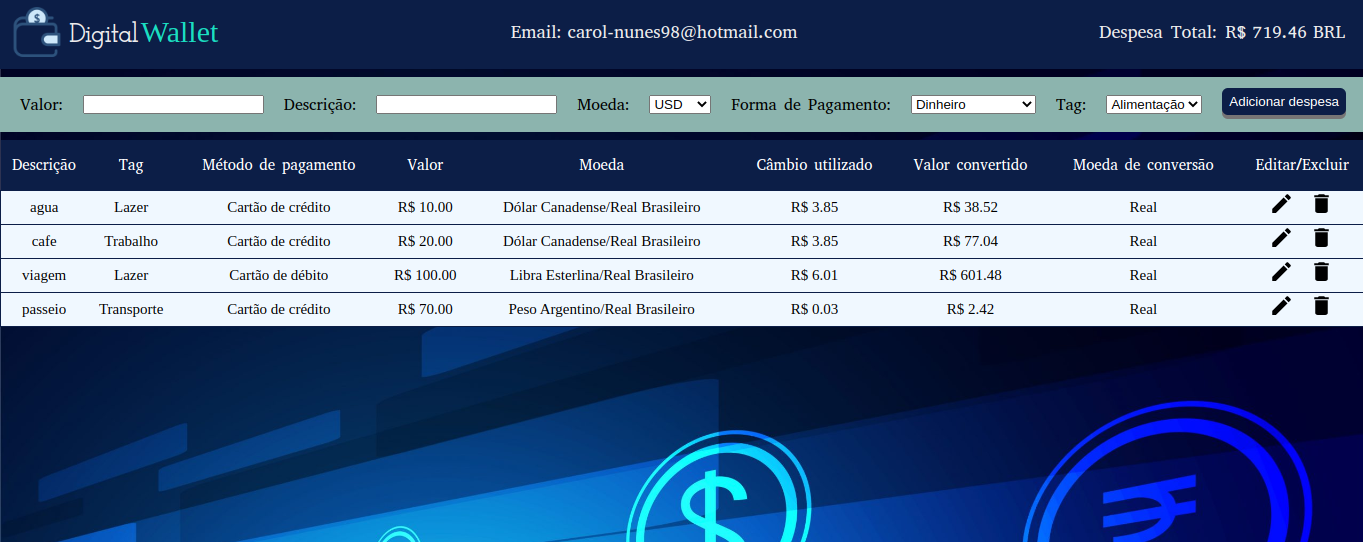 Digital Wallet Email: carol-nunes98@hotmail.com Despesa Total: R$ 719.46 BRL
Valor: Descrição: Moeda: USD Forma de Pagamento: Dinheiro Tag: Alimentação Adicionar despesa
Descrição Tag Método de pagamento Valor Moeda Câmbio utilizado Valor convertido Moeda de conversão Editar/Excluir
agua Lazer Cartão de crédito R$ 10.00 Dólar Canadense/Real Brasileiro R$ 3.85 R$ 38.52 Real
cafe Trabalho Cartão de crédito R$ 20.00 Dólar Canadense/Real Brasileiro R$ 3.85 R$ 77.04 Real
viagem Lazer Cartão de débito R$ 100.00 Libra Esterlina/Real Brasileiro R$ 6.01 R$ 601.48 Real
passeio Transporte Cartão de crédito R$ 70.00 Peso Argentino/Real Brasileiro R$ 0.03 R$ 2.42 Real